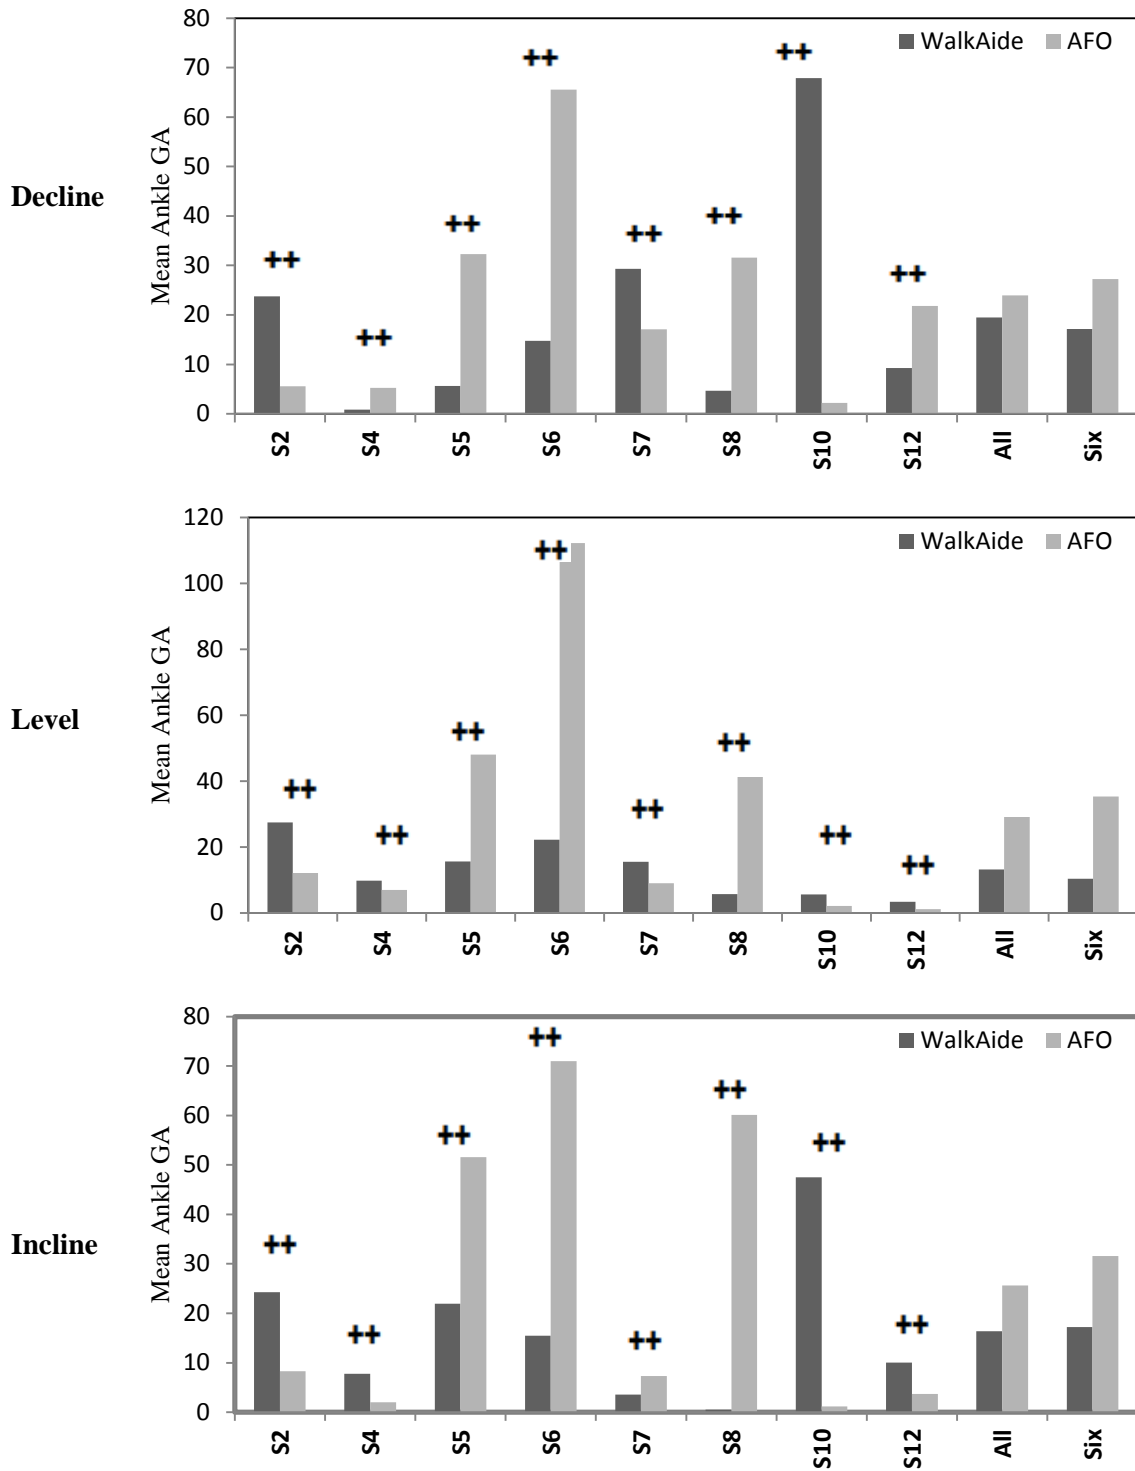 Decline
Mean Ankle GA
80
70
60
50
40
30
20
10
0
WalkAide AFO
++ ++ ++ ++ ++ ++ ++ ++
S2 S4 S5 S6 S7 S8 S10 S12 All Six
Level
Mean Ankle GA
120
100
80
60
40
20
0
WalkAide AFO
++ ++ ++ ++ ++ ++ ++ ++
S2 S4 S5 S6 S7 S8 S10 S12 All Six
Incline
Mean Ankle GA
80
70
60
50
40
30
20
10
0
WalkAide AFO
++ ++ ++ ++ ++ ++ ++ ++
S2 S4 S5 S6 S7 S8 S10 S12 All Six